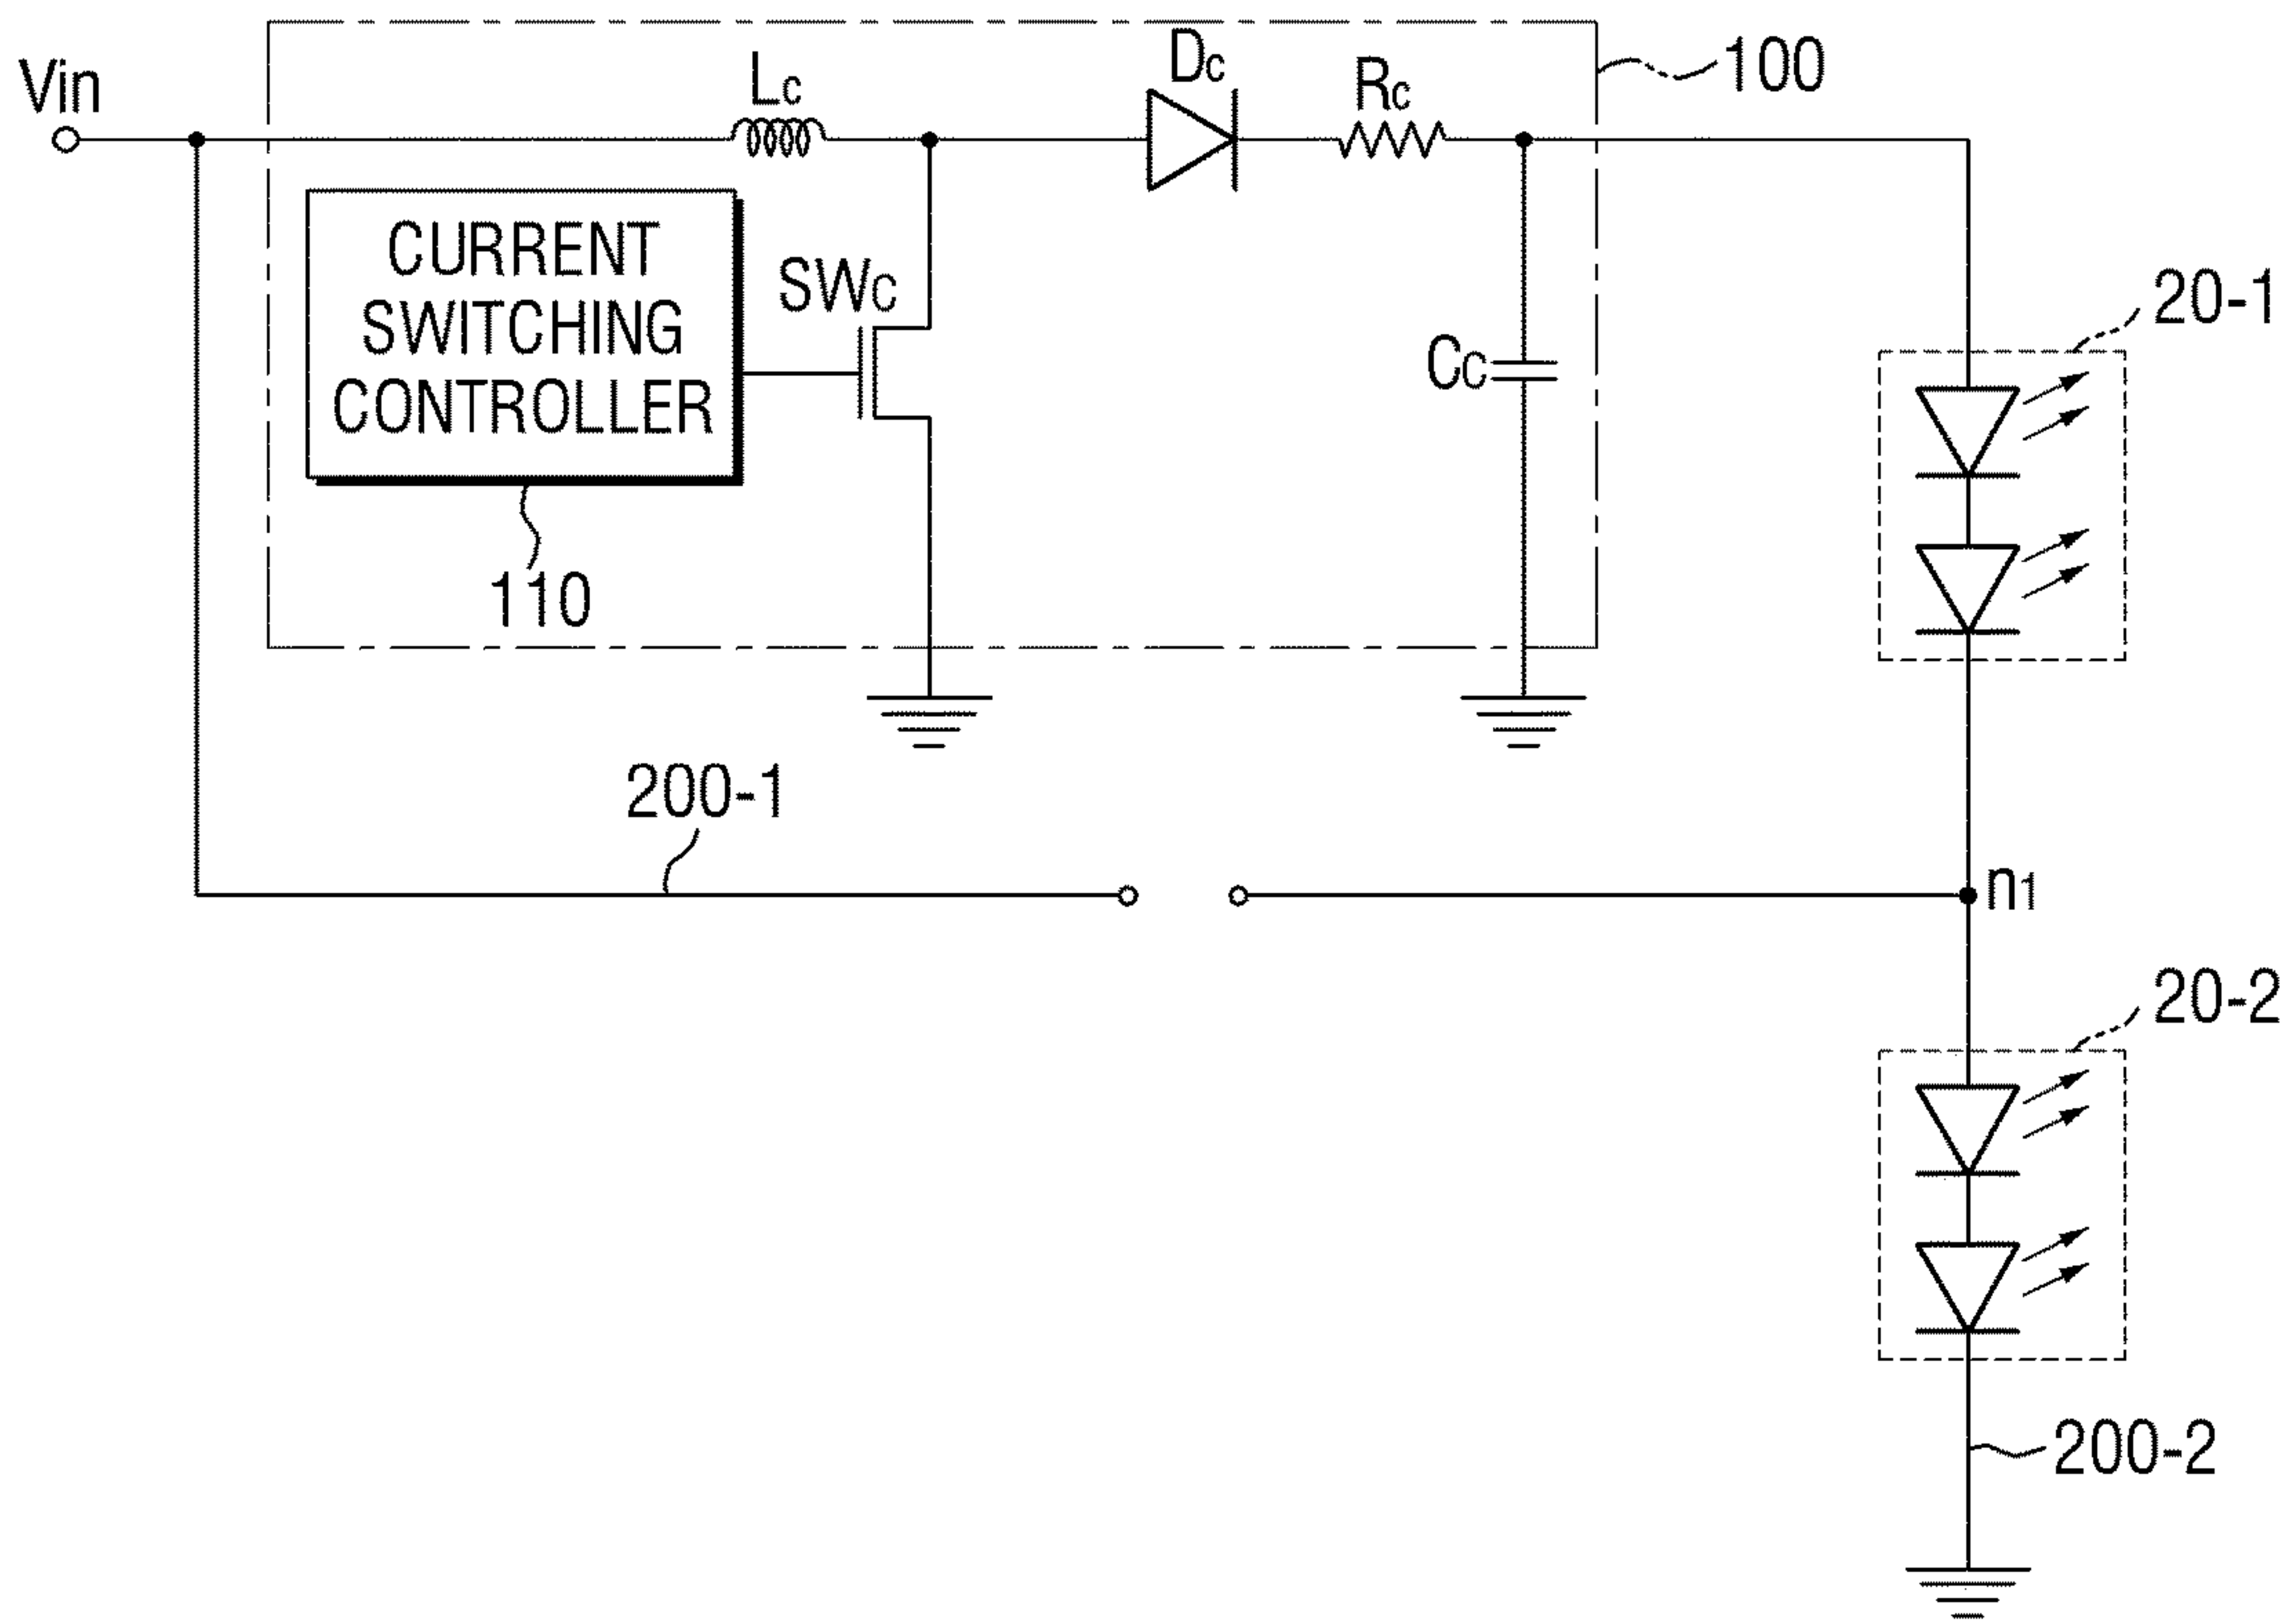 Vin
Lc
Dc
Rc
100
CURRENT
SWITCHING
CONTROLLER
SWc
Cc
20-1
110
200-1
n1
20-2
200-2